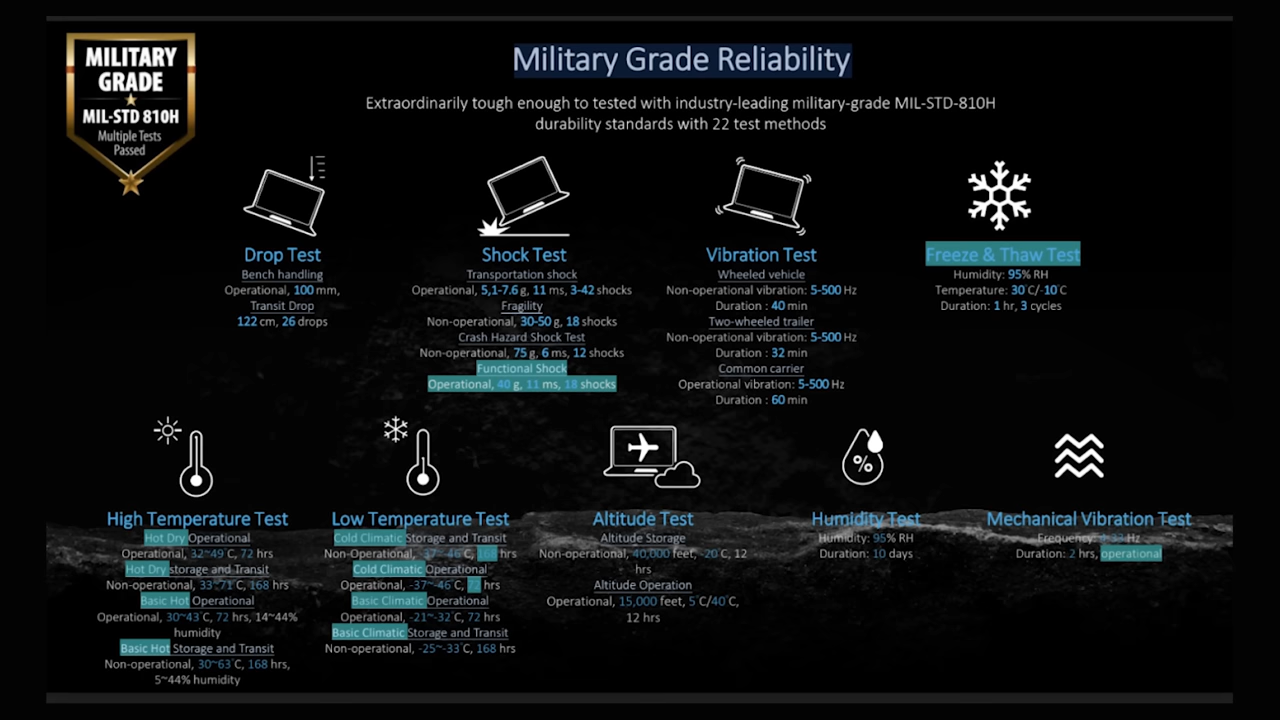 MILITARY
GRADE
MIL-STD 810H
Multiple Tests
Passed
Military Grade Reliability
Extraordinarily tough enough to tested with industry-leading military-grade MIL-STD-810H
durability standards with 22 test methods
Drop Test
Bench handling
Operational, 100 mm,
Transit Drop
122 cm, 26 drops
Shock Test
Transportation shock
Operational, 5,1-7.6 g, 11 ms, 3-42 shocks
Fragility
Non-operational, 30-50 g, 18 shocks
Crash Hazard Shock Test
Non-operational, 75 g, 6 ms, 12 shocks
Functional Shock
Operational, 40 g, 11 ms, 18 shocks
Vibration Test
Wheeled vehicle
Non-operational vibration: 5-500 Hz
Duration : 40 min
Two-wheeled trailer
Non-operational vibration: 5-500 Hz
Duration : 32 min
Common carrier
Operational vibration: 5-500 Hz
Duration : 60 min
Freeze & Thaw Test
Humidity: 95% RH
Temperature: 30°C/-10°C
Duration: 1 hr, 3 cycles
High Temperature Test
Hot Dry Operational
Operational, 32~49°C, 72 hrs
Hot Dry storage and Transit
Non-operational, 33~71°C, 168 hrs
Basic Hot Operational
Operational, 30~43°C, 72 hrs, 14~44%
humidity
Basic Hot Storage and Transit
Non-operational, 30~63°C, 168 hrs,
5~44% humidity
Low Temperature Test
Cold Climatic Storage and Transit
Non-Operational, -37~-46°C, 168 hrs
Cold Climatic Operational
Operational, -37~-46°C, 72 hrs
Basic Climatic Operational
Operational, -21~-32°C, 72 hrs
Basic Climatic Storage and Transit
Non-operational, -25~-33°C, 168 hrs
Altitude Test
Altitude Storage
Non-operational, 40,000 feet, -20°C, 12
hrs
Altitude Operation
Operational, 15,000 feet, 5°C/40°C,
12 hrs
Humidity Test
Humidity: 95% RH
Duration: 10 days
Mechanical Vibration Test
Frequency: Hz
Duration: 2 hrs, operational
%